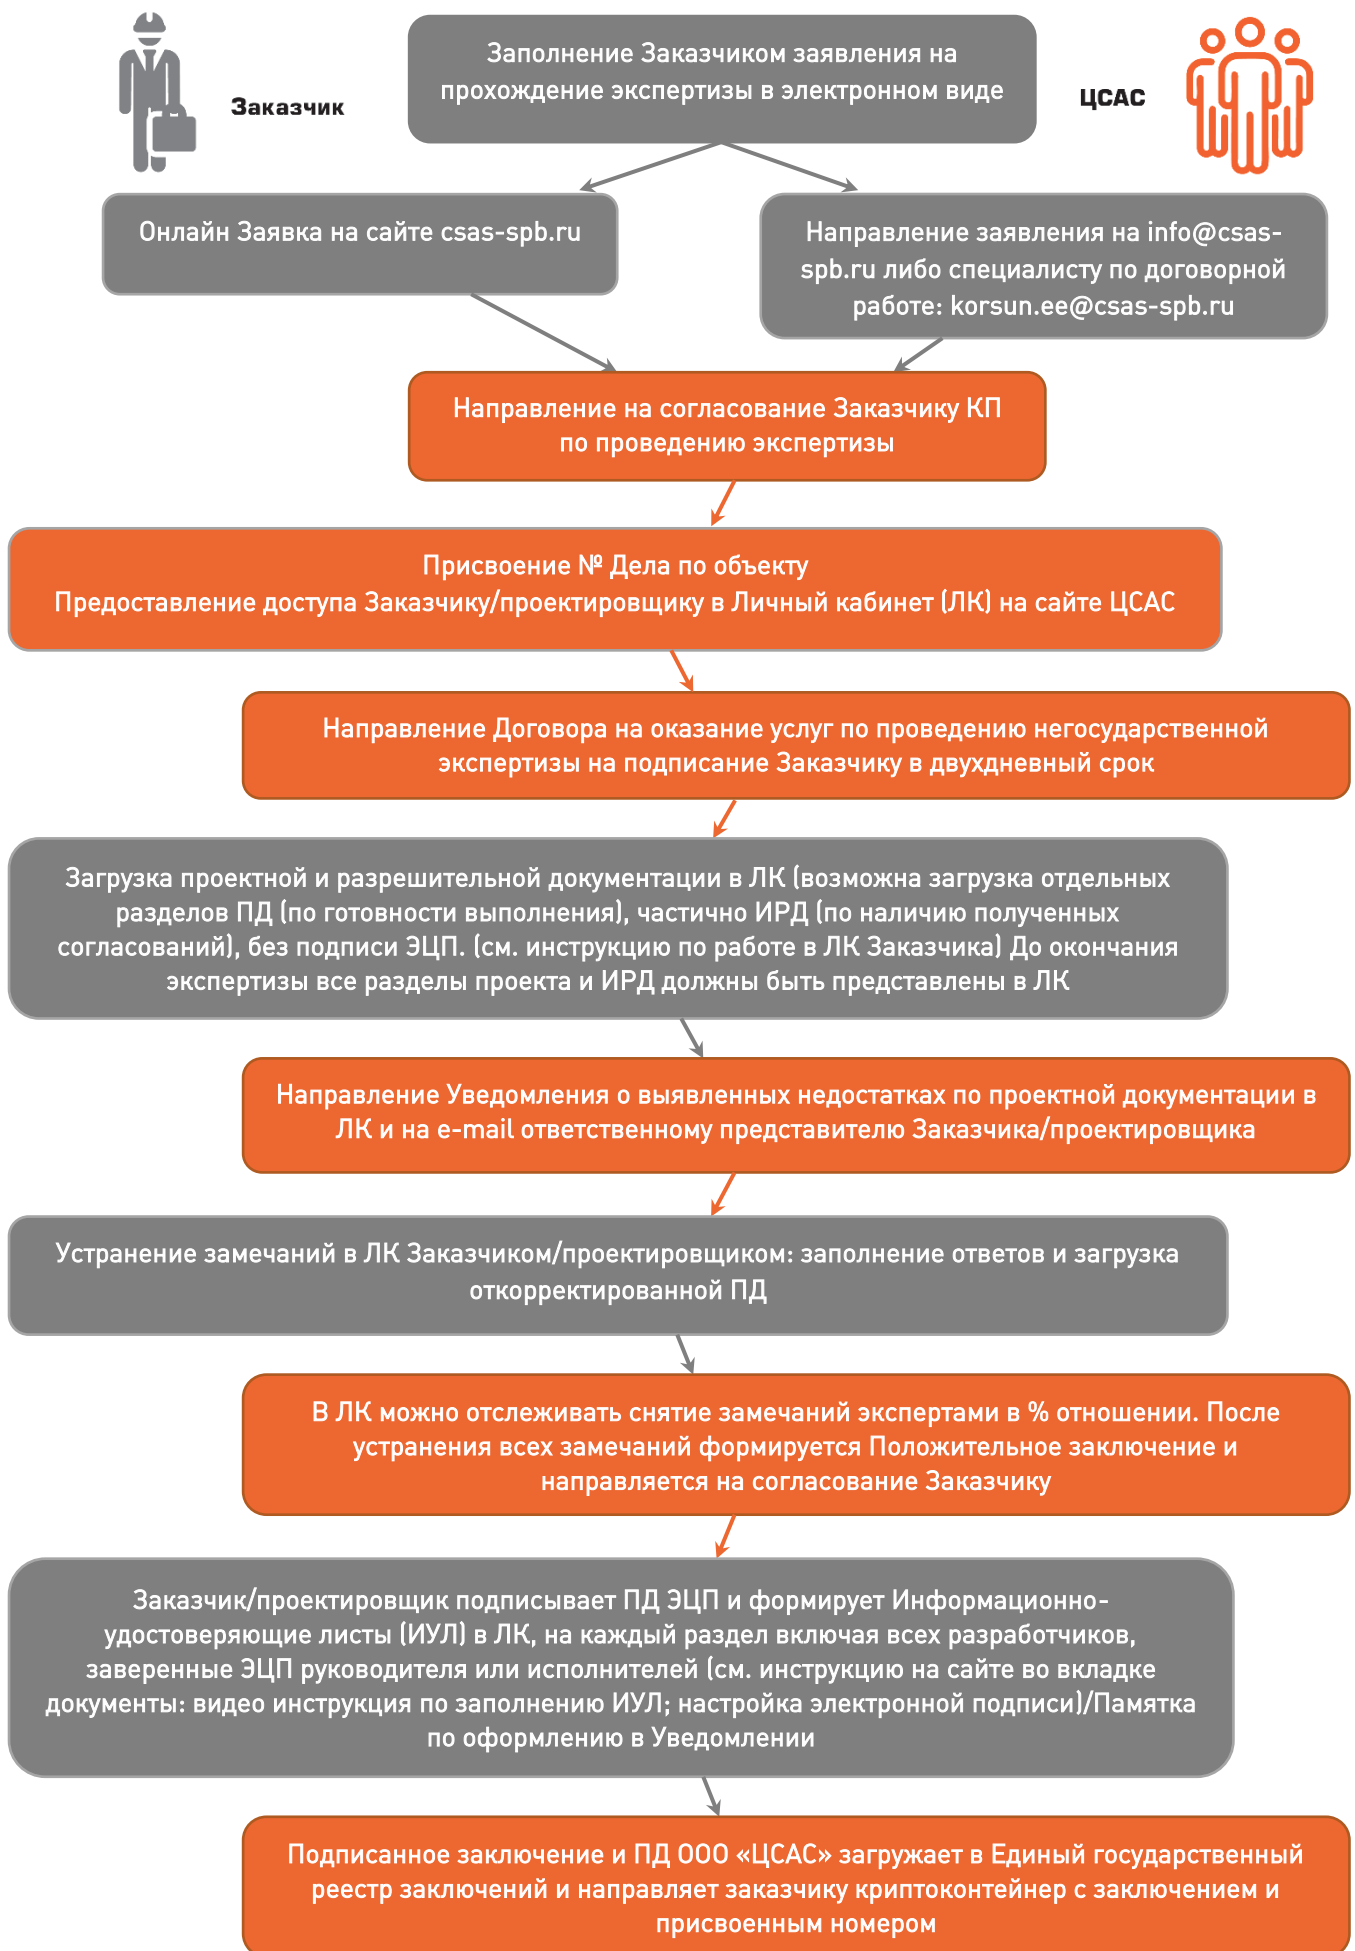 Заполнение Заказчиком заявления на
прохождение экспертизы в электронном виде
Заказчик
ЦСАС
Онлайн Заявка на сайте csas-spb.ru
Направление заявления на info@csas-
spb.ru либо специалисту по договорной
работе: korsun.ee@csas-spb.ru
Направление на согласование Заказчику КП
по проведению экспертизы
Присвоение № Дела по объекту
Предоставление доступа Заказчику/проектировщику в Личный кабинет (ЛК) на сайте ЦСАС
Направление Договора на оказание услуг по проведению негосударственной
экспертизы на подписание Заказчику в двухдневный срок
Загрузка проектной и разрешительной документации в ЛК (возможна загрузка отдельных
разделов ПД (по готовности выполнения), частично ИРД (по наличию полученных
согласований), без подписи ЭЦП. (см. инструкцию по работе в ЛК Заказчика) До окончания
экспертизы все разделы проекта и ИРД должны быть представлены в ЛК
Направление Уведомления о выявленных недостатках по проектной документации в
ЛК и на e-mail ответственному представителю Заказчика/проектировщика
Устранение замечаний в ЛК Заказчиком/проектировщиком: заполнение ответов и загрузка
откорректированной ПД
В ЛК можно отслеживать снятие замечаний экспертами в % отношении. После
устранения всех замечаний формируется Положительное заключение и
направляется на согласование Заказчику
Заказчик/проектировщик подписывает ПД ЭЦП и формирует Информационно-
удостоверяющие листы (ИУЛ) в ЛК, на каждый раздел включая всех разработчиков,
заверенные ЭЦП руководителя или исполнителей (см. инструкцию на сайте во вкладке
документы: видео инструкция по заполнению ИУЛ; настройка электронной подписи)/Памятка
по оформлению в Уведомлении
Подписанное заключение и ПД ООО «ЦСАС» загружает в Единый государственный
реестр заключений и направляет заказчику криптоконтейнер с заключением и
присвоенным номером